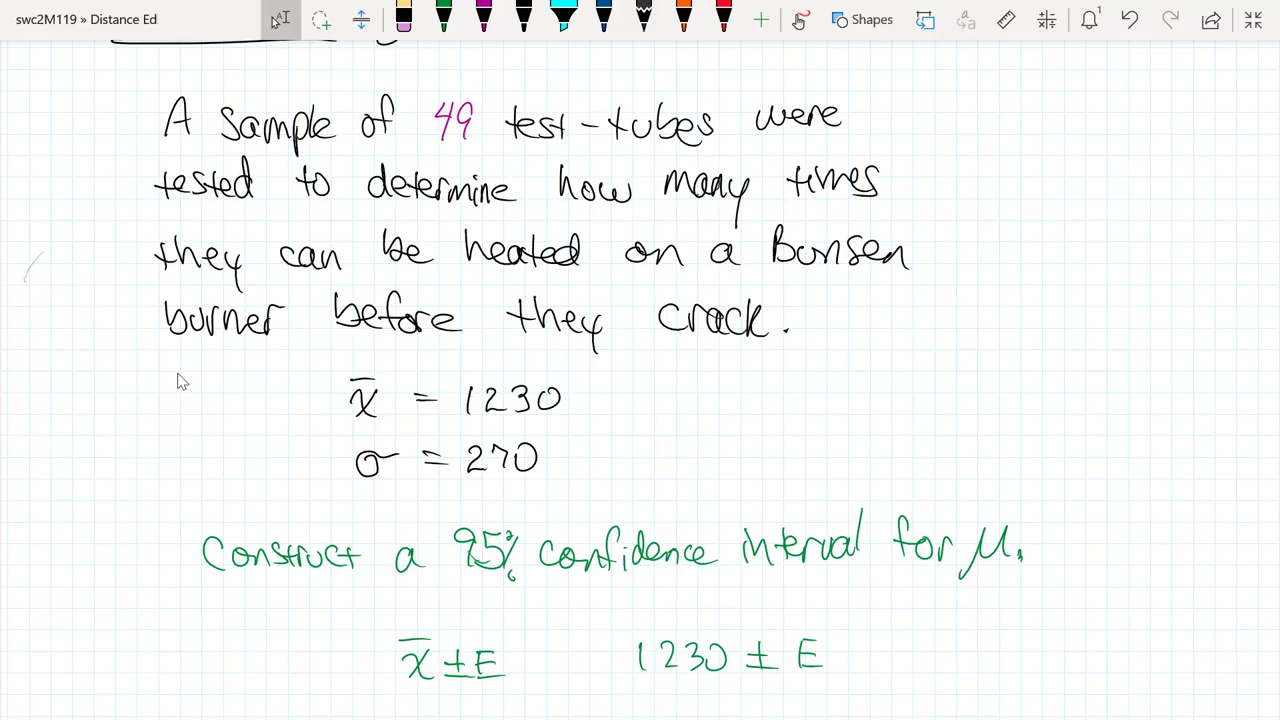 swc2M119 » Distance Ed
Shapes
A sample of 49 test-tubes were
tested to determine how many times
they can be heated on a Bunsen
burner before they crack.
x̄ = 1230
σ = 270
Construct a 95% confidence interval for μ.
x̄ ± E 1230 ± E